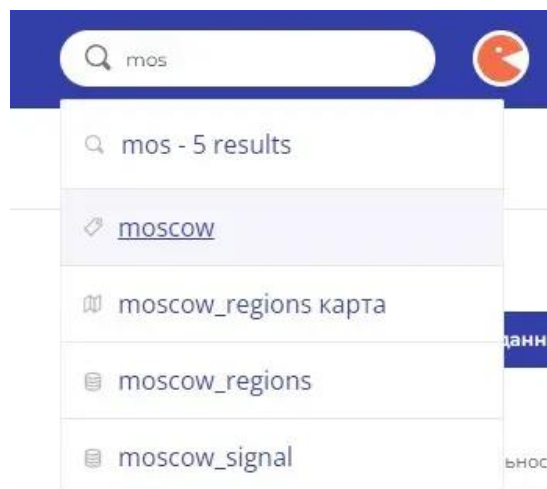 mos
mos - 5 results
moscow
moscow_regions карта
moscow_regions
moscow_signal